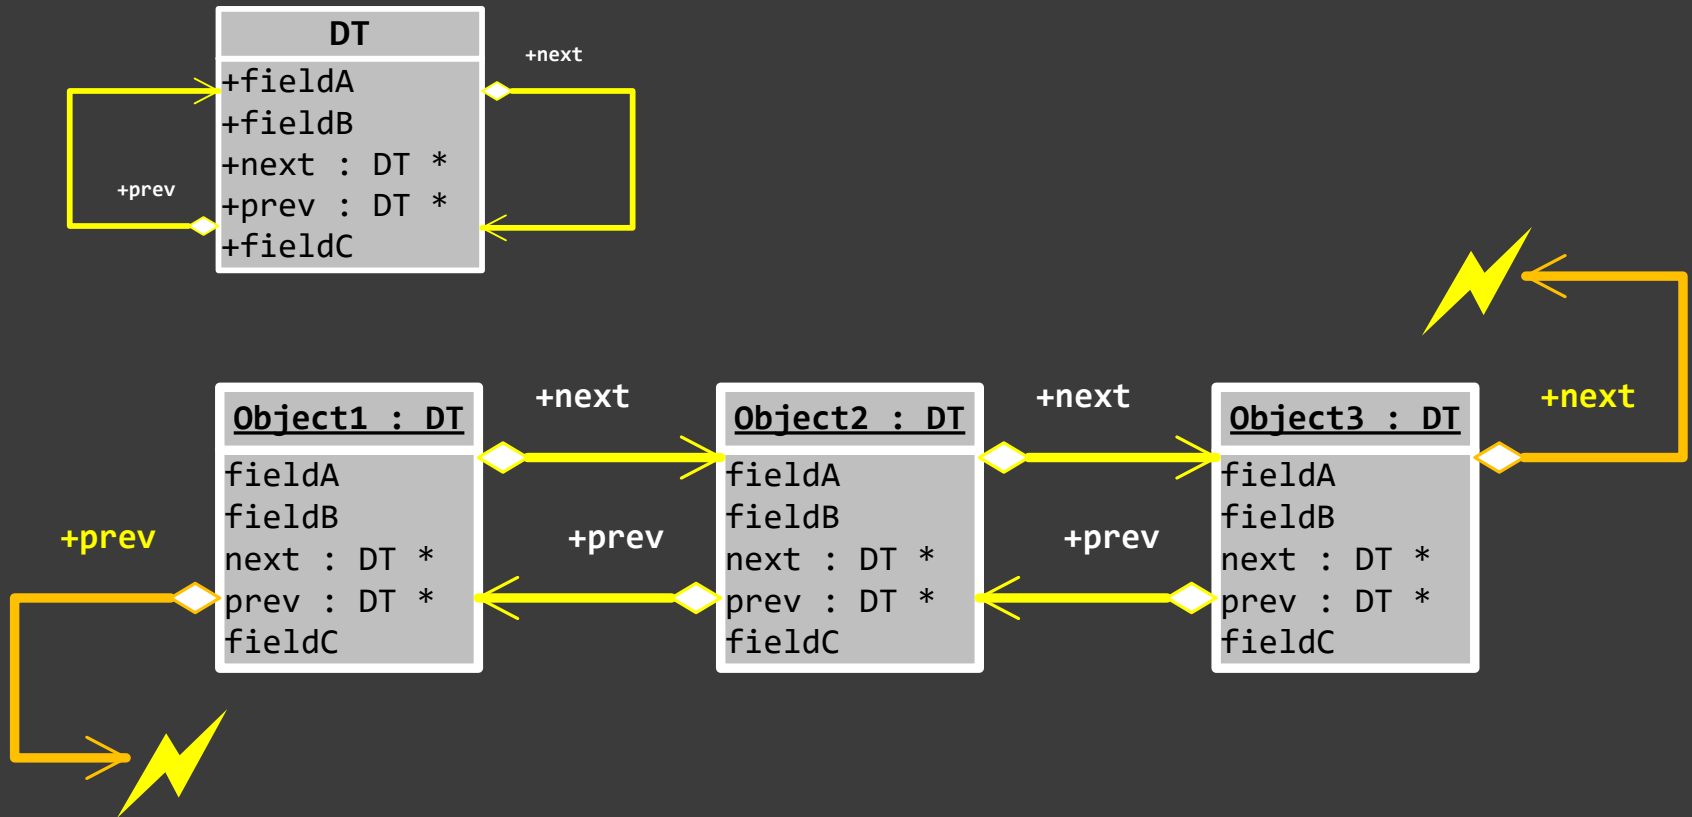 DT
+next
+fieldA
+fieldB
+next : DT *
+prev
+prev : DT *
+fieldC
+next
+next
+next
Object1 : DT
Object2 : DT
Object3 : DT
fieldA
fieldB
next : DT *
prev : DT *
fieldC
fieldA
fieldB
next : DT *
prev : DT *
fieldC
fieldA
fieldB
next : DT *
prev : DT *
fieldC
+prev
+prev
+prev